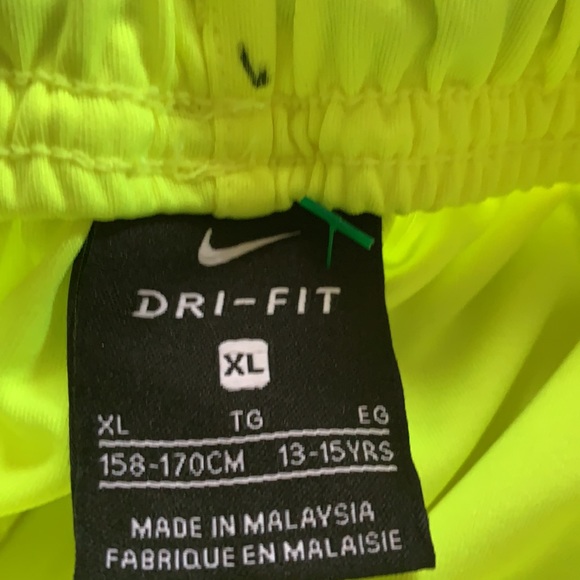 DRI-FIT
XL
XL TG EG
158-170CM 13-15YRS
MADE IN MALAYSIA
FABRIQUE EN MALAISIE